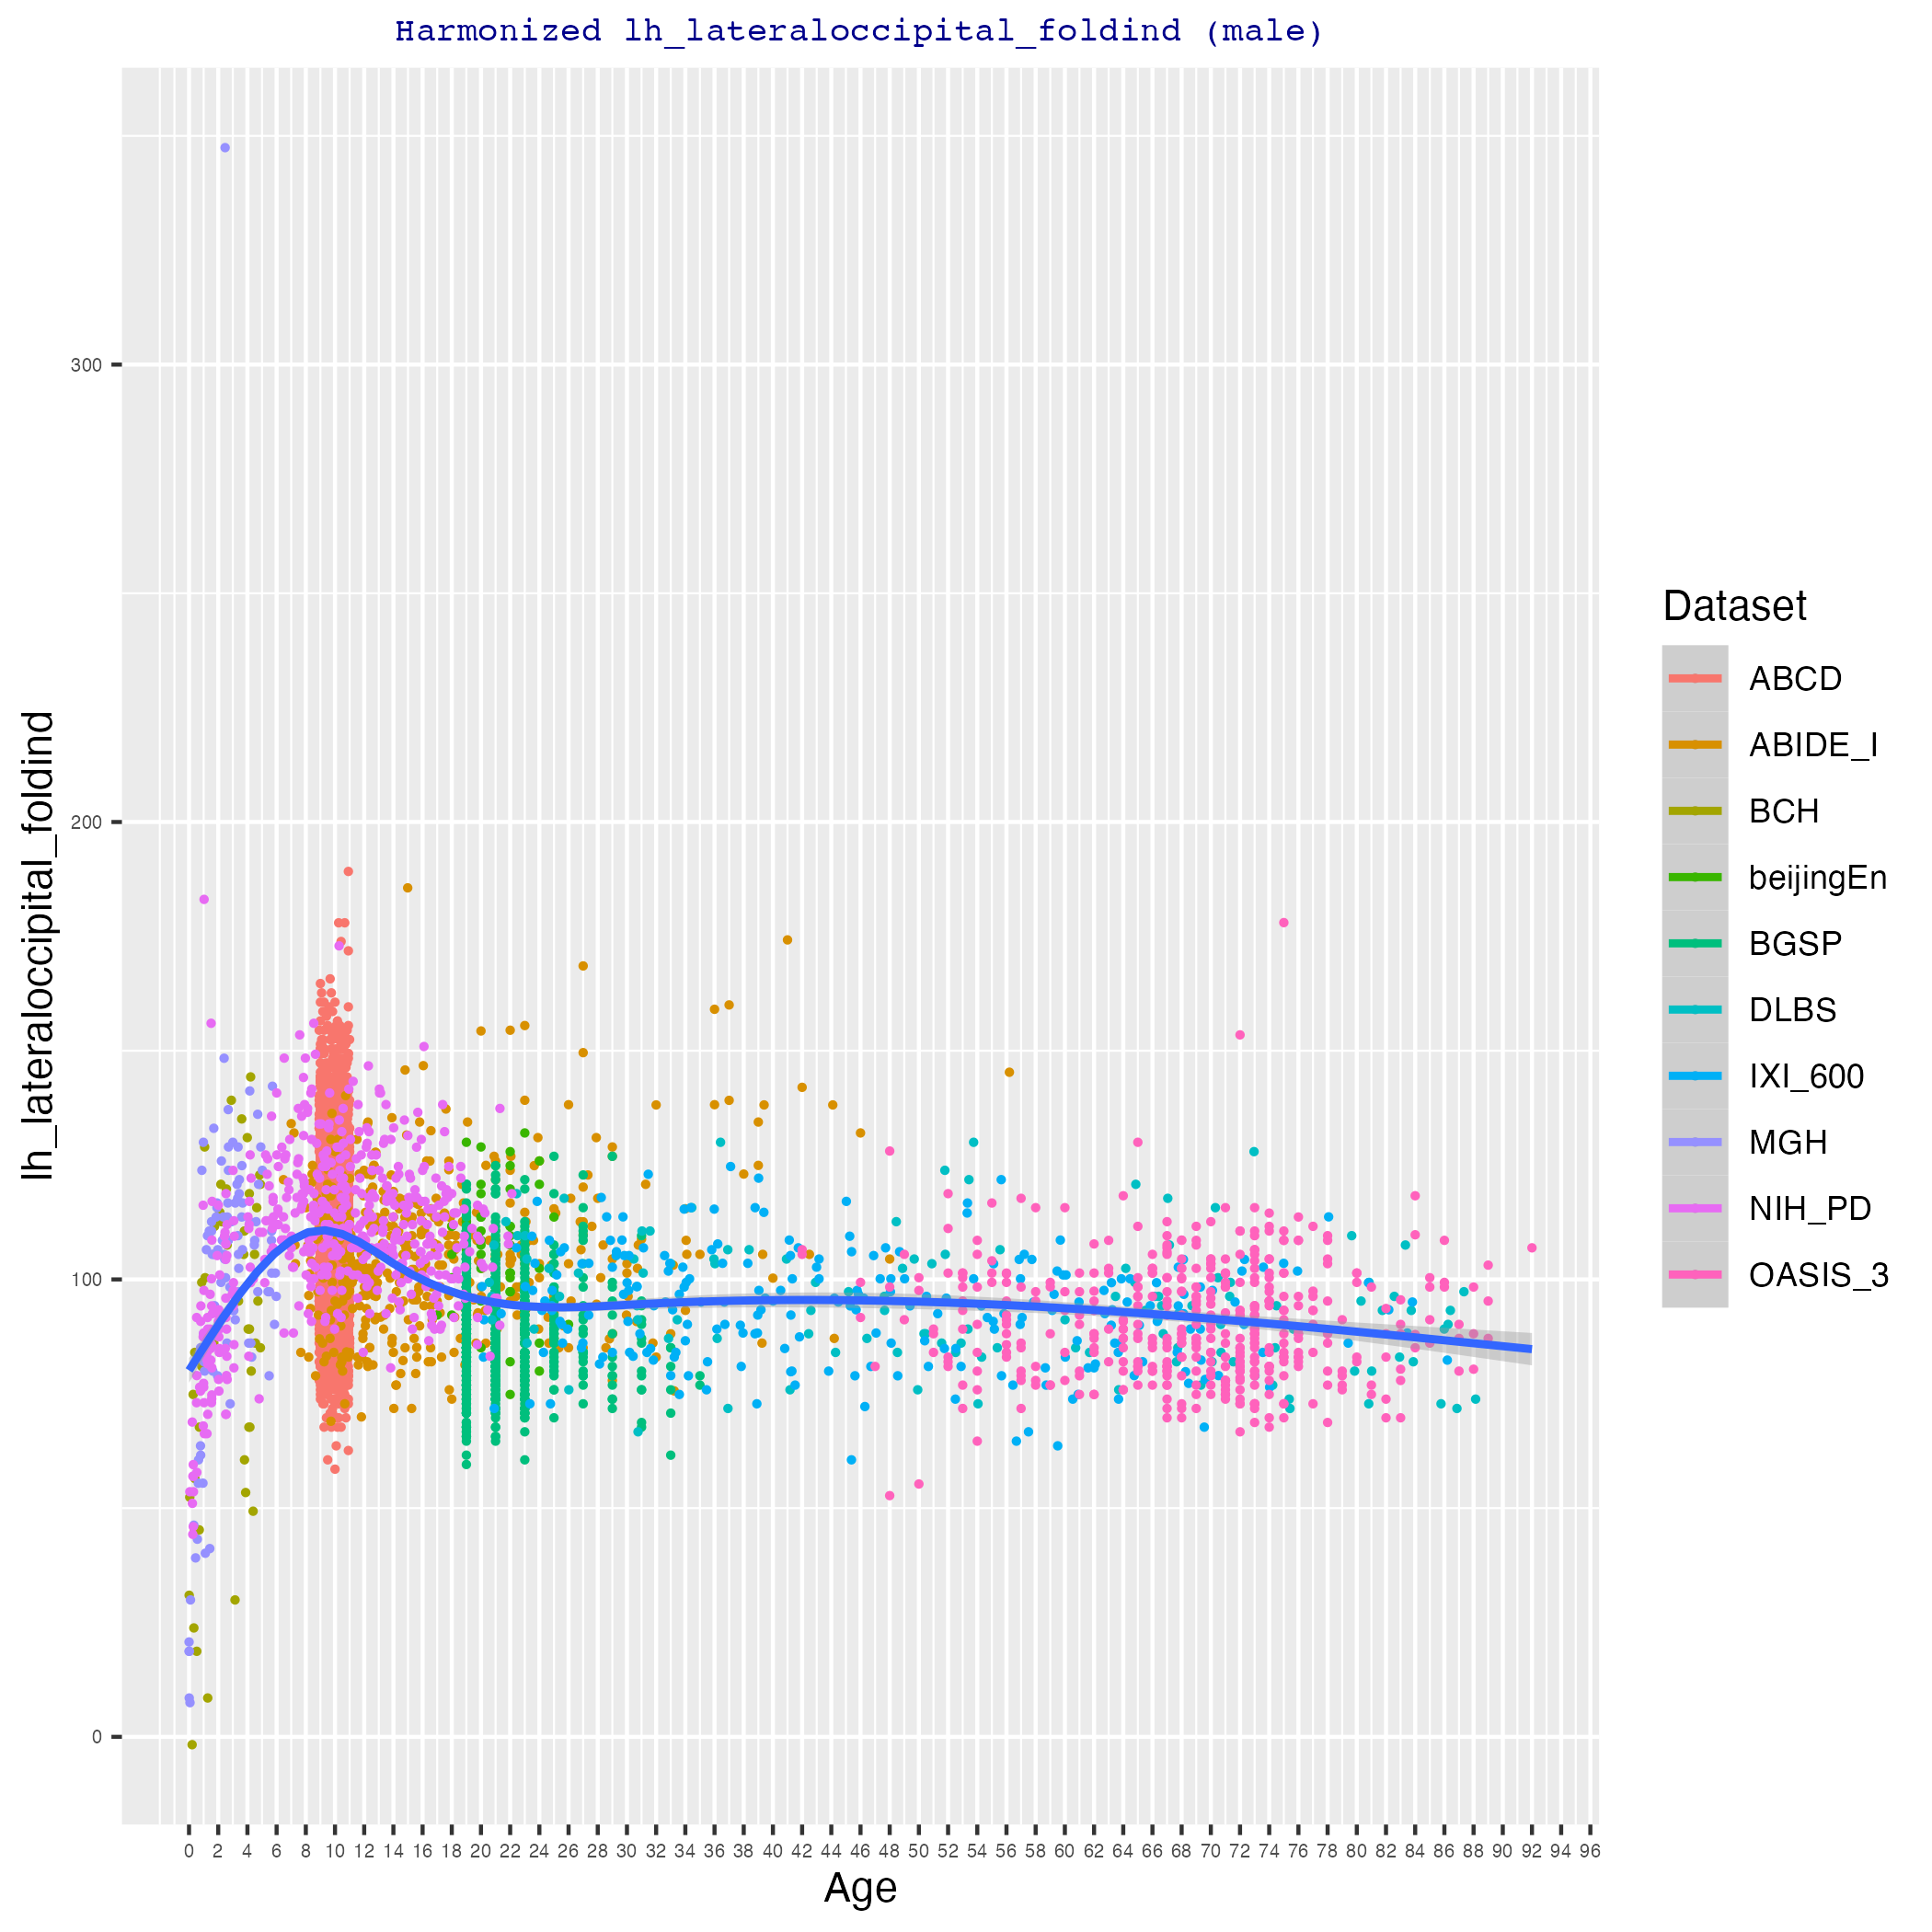 Harmonized lh_lateraloccipital_foldind (male)
lh_lateraloccipital_foldind
300
200
100
0
0 2 4 6 8 10 12 14 16 18 20 22 24 26 28 30 32 34 36 38 40 42 44 46 48 50 52 54 56 58 60 62 64 66 68 70 72 74 76 78 80 82 84 86 88 90 92 94 96
Age
Dataset
ABCD
ABIDE_I
BCH
beijingEn
BGSP
DLBS
IXI_600
MGH
NIH_PD
OASIS_3